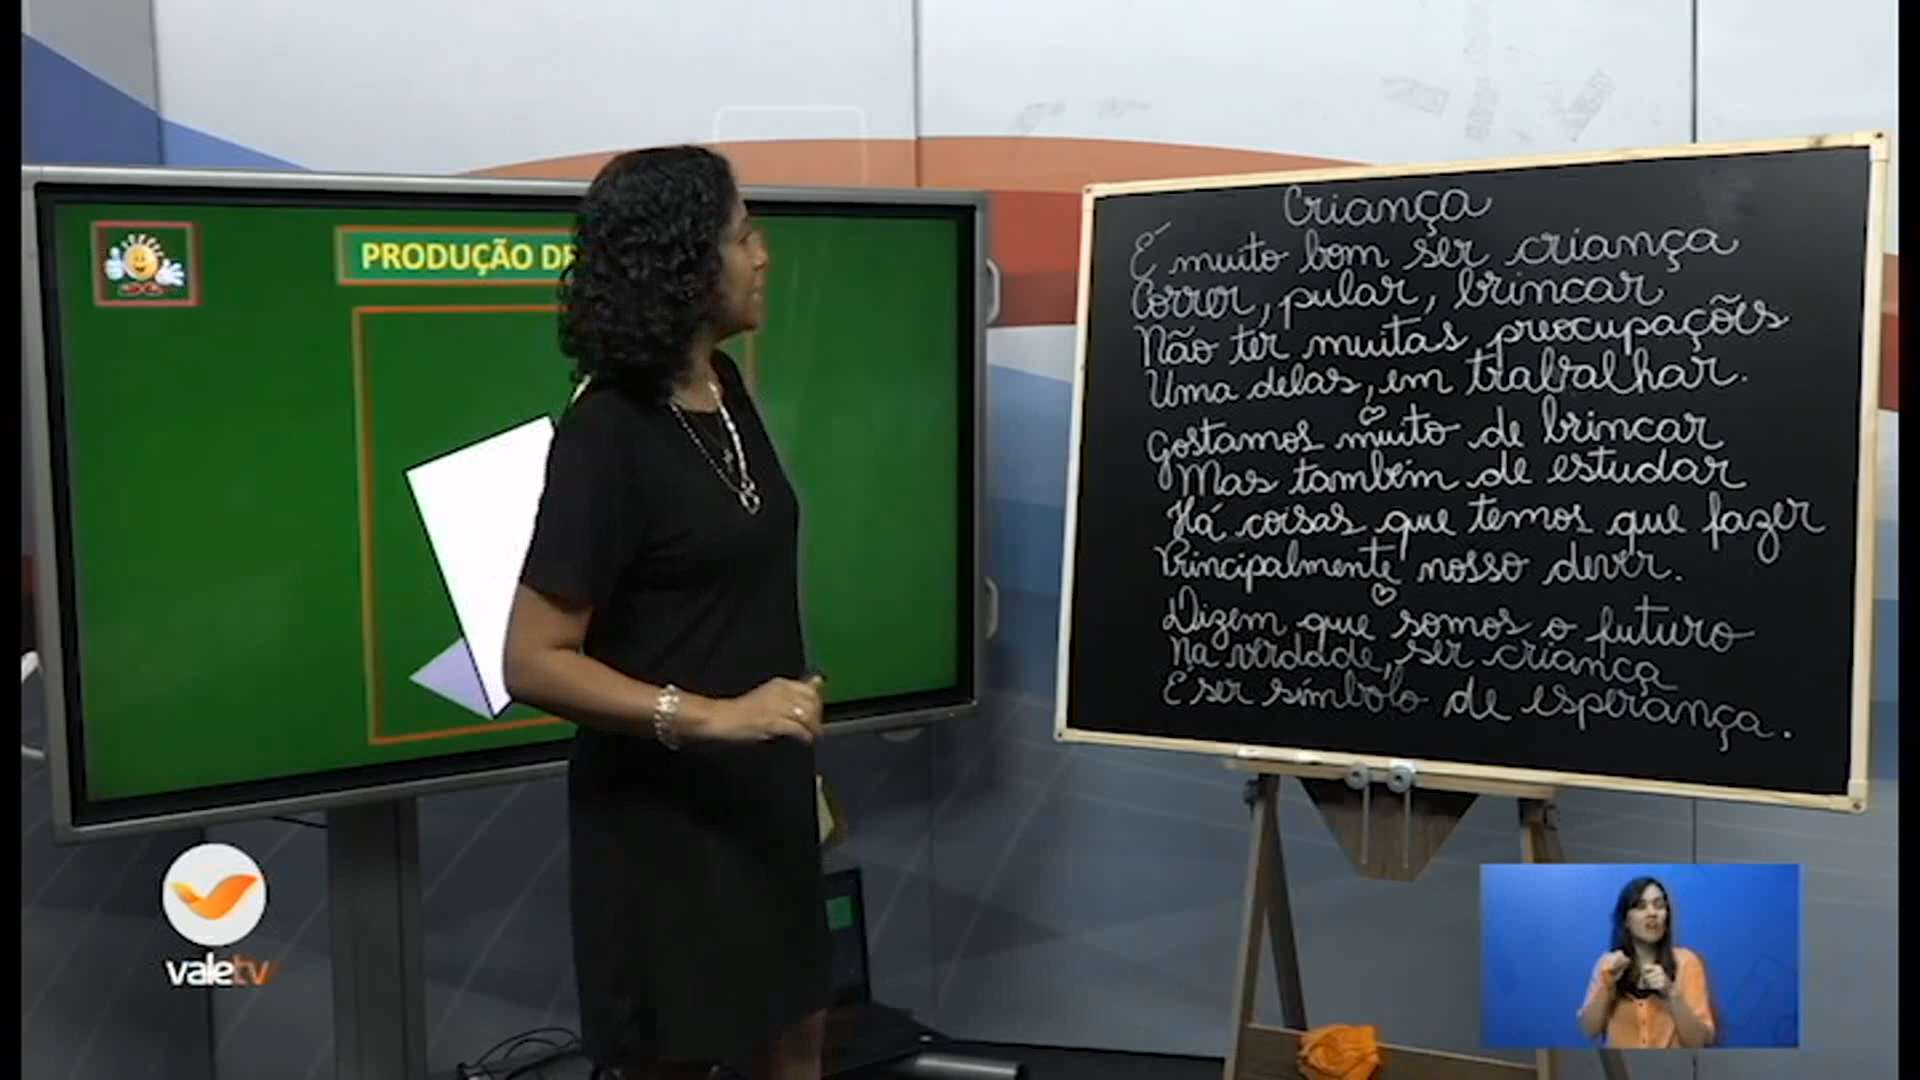 PRODUÇÃO DE
Criança
É muito bom ser criança
Correr, pular, brincar
Não ter muitas preocupações
Uma delas, em trabalhar.
Gostamos muito de brincar
Mas também de estudar
Há coisas que temos que fazer
Principalmente nosso dever.
Dizem que somos o futuro
Na verdade, ser criança
É ser símbolo de esperança.
valetv